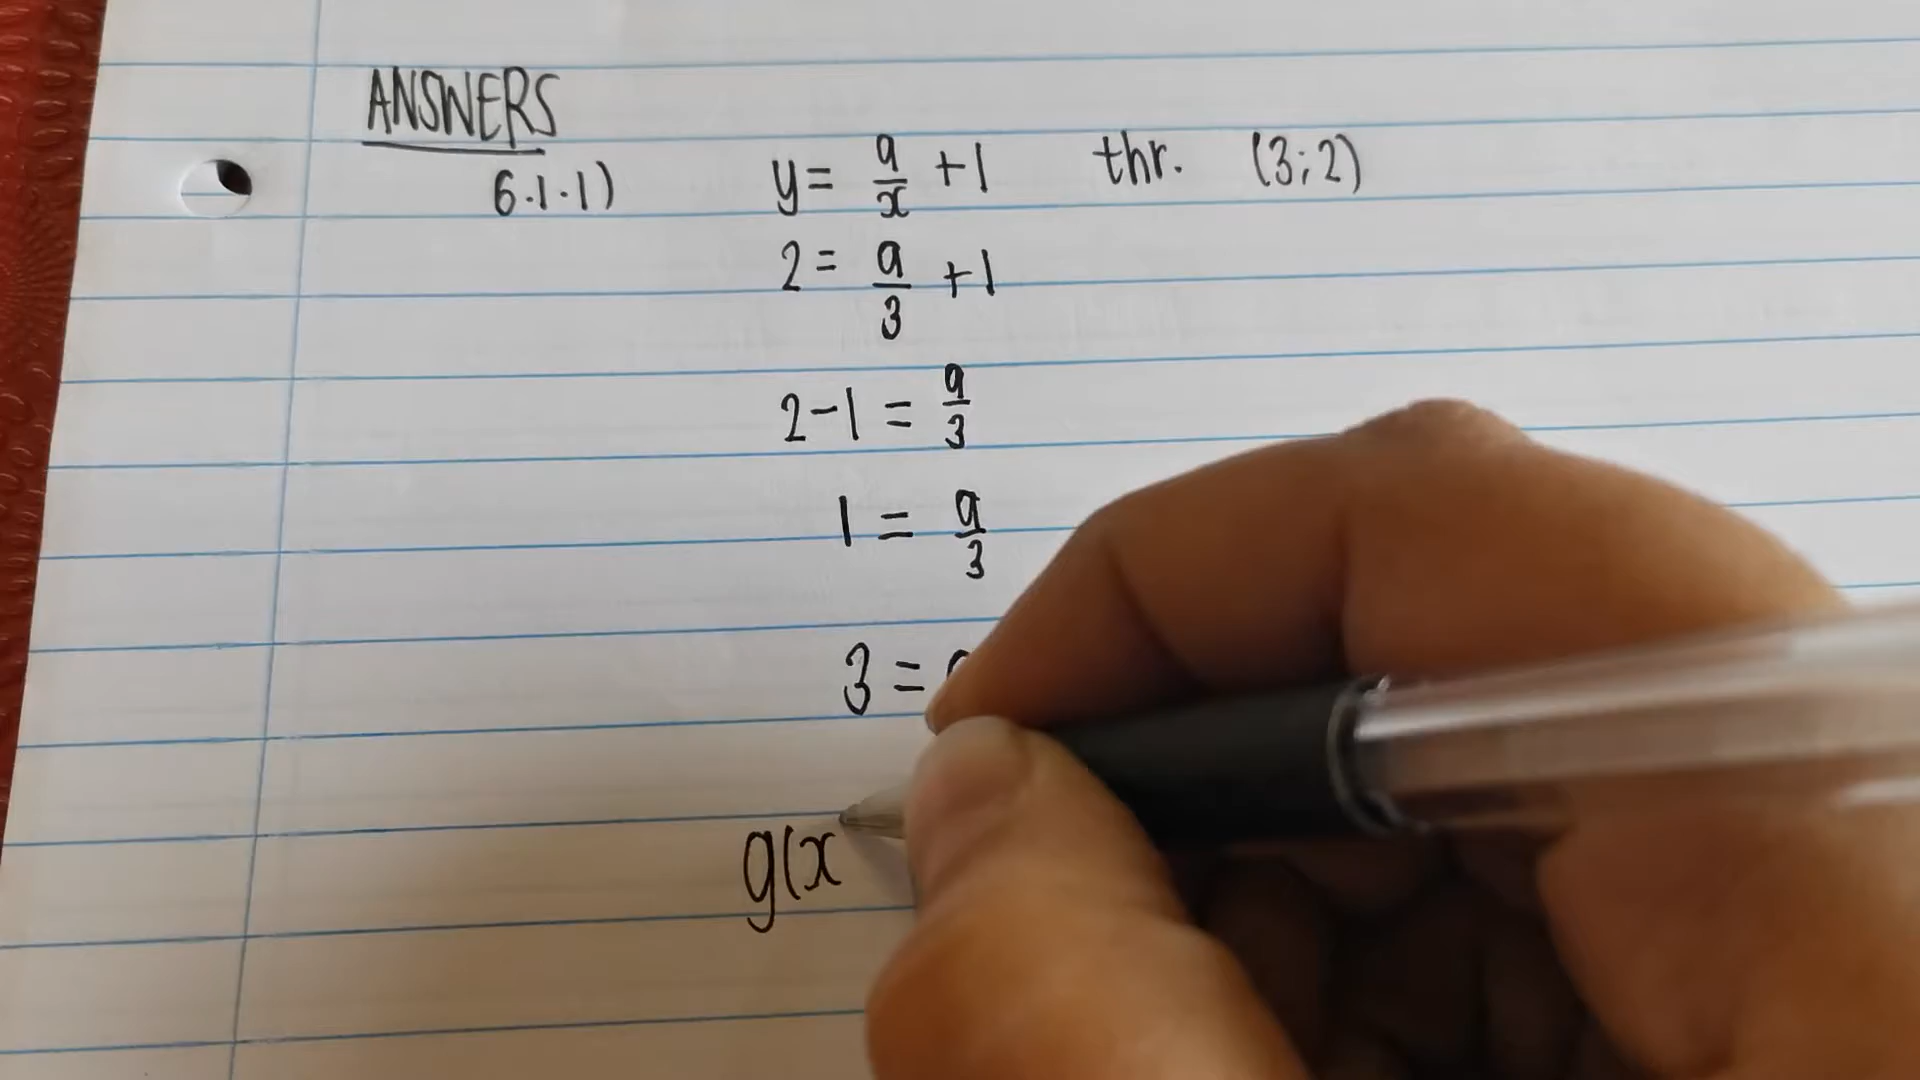 ANSWERS
6.1.1) y = a/x + 1 thr. (3;2)
2 = a/3 + 1
2 - 1 = a/3
1 = a/3
3 =
g(x